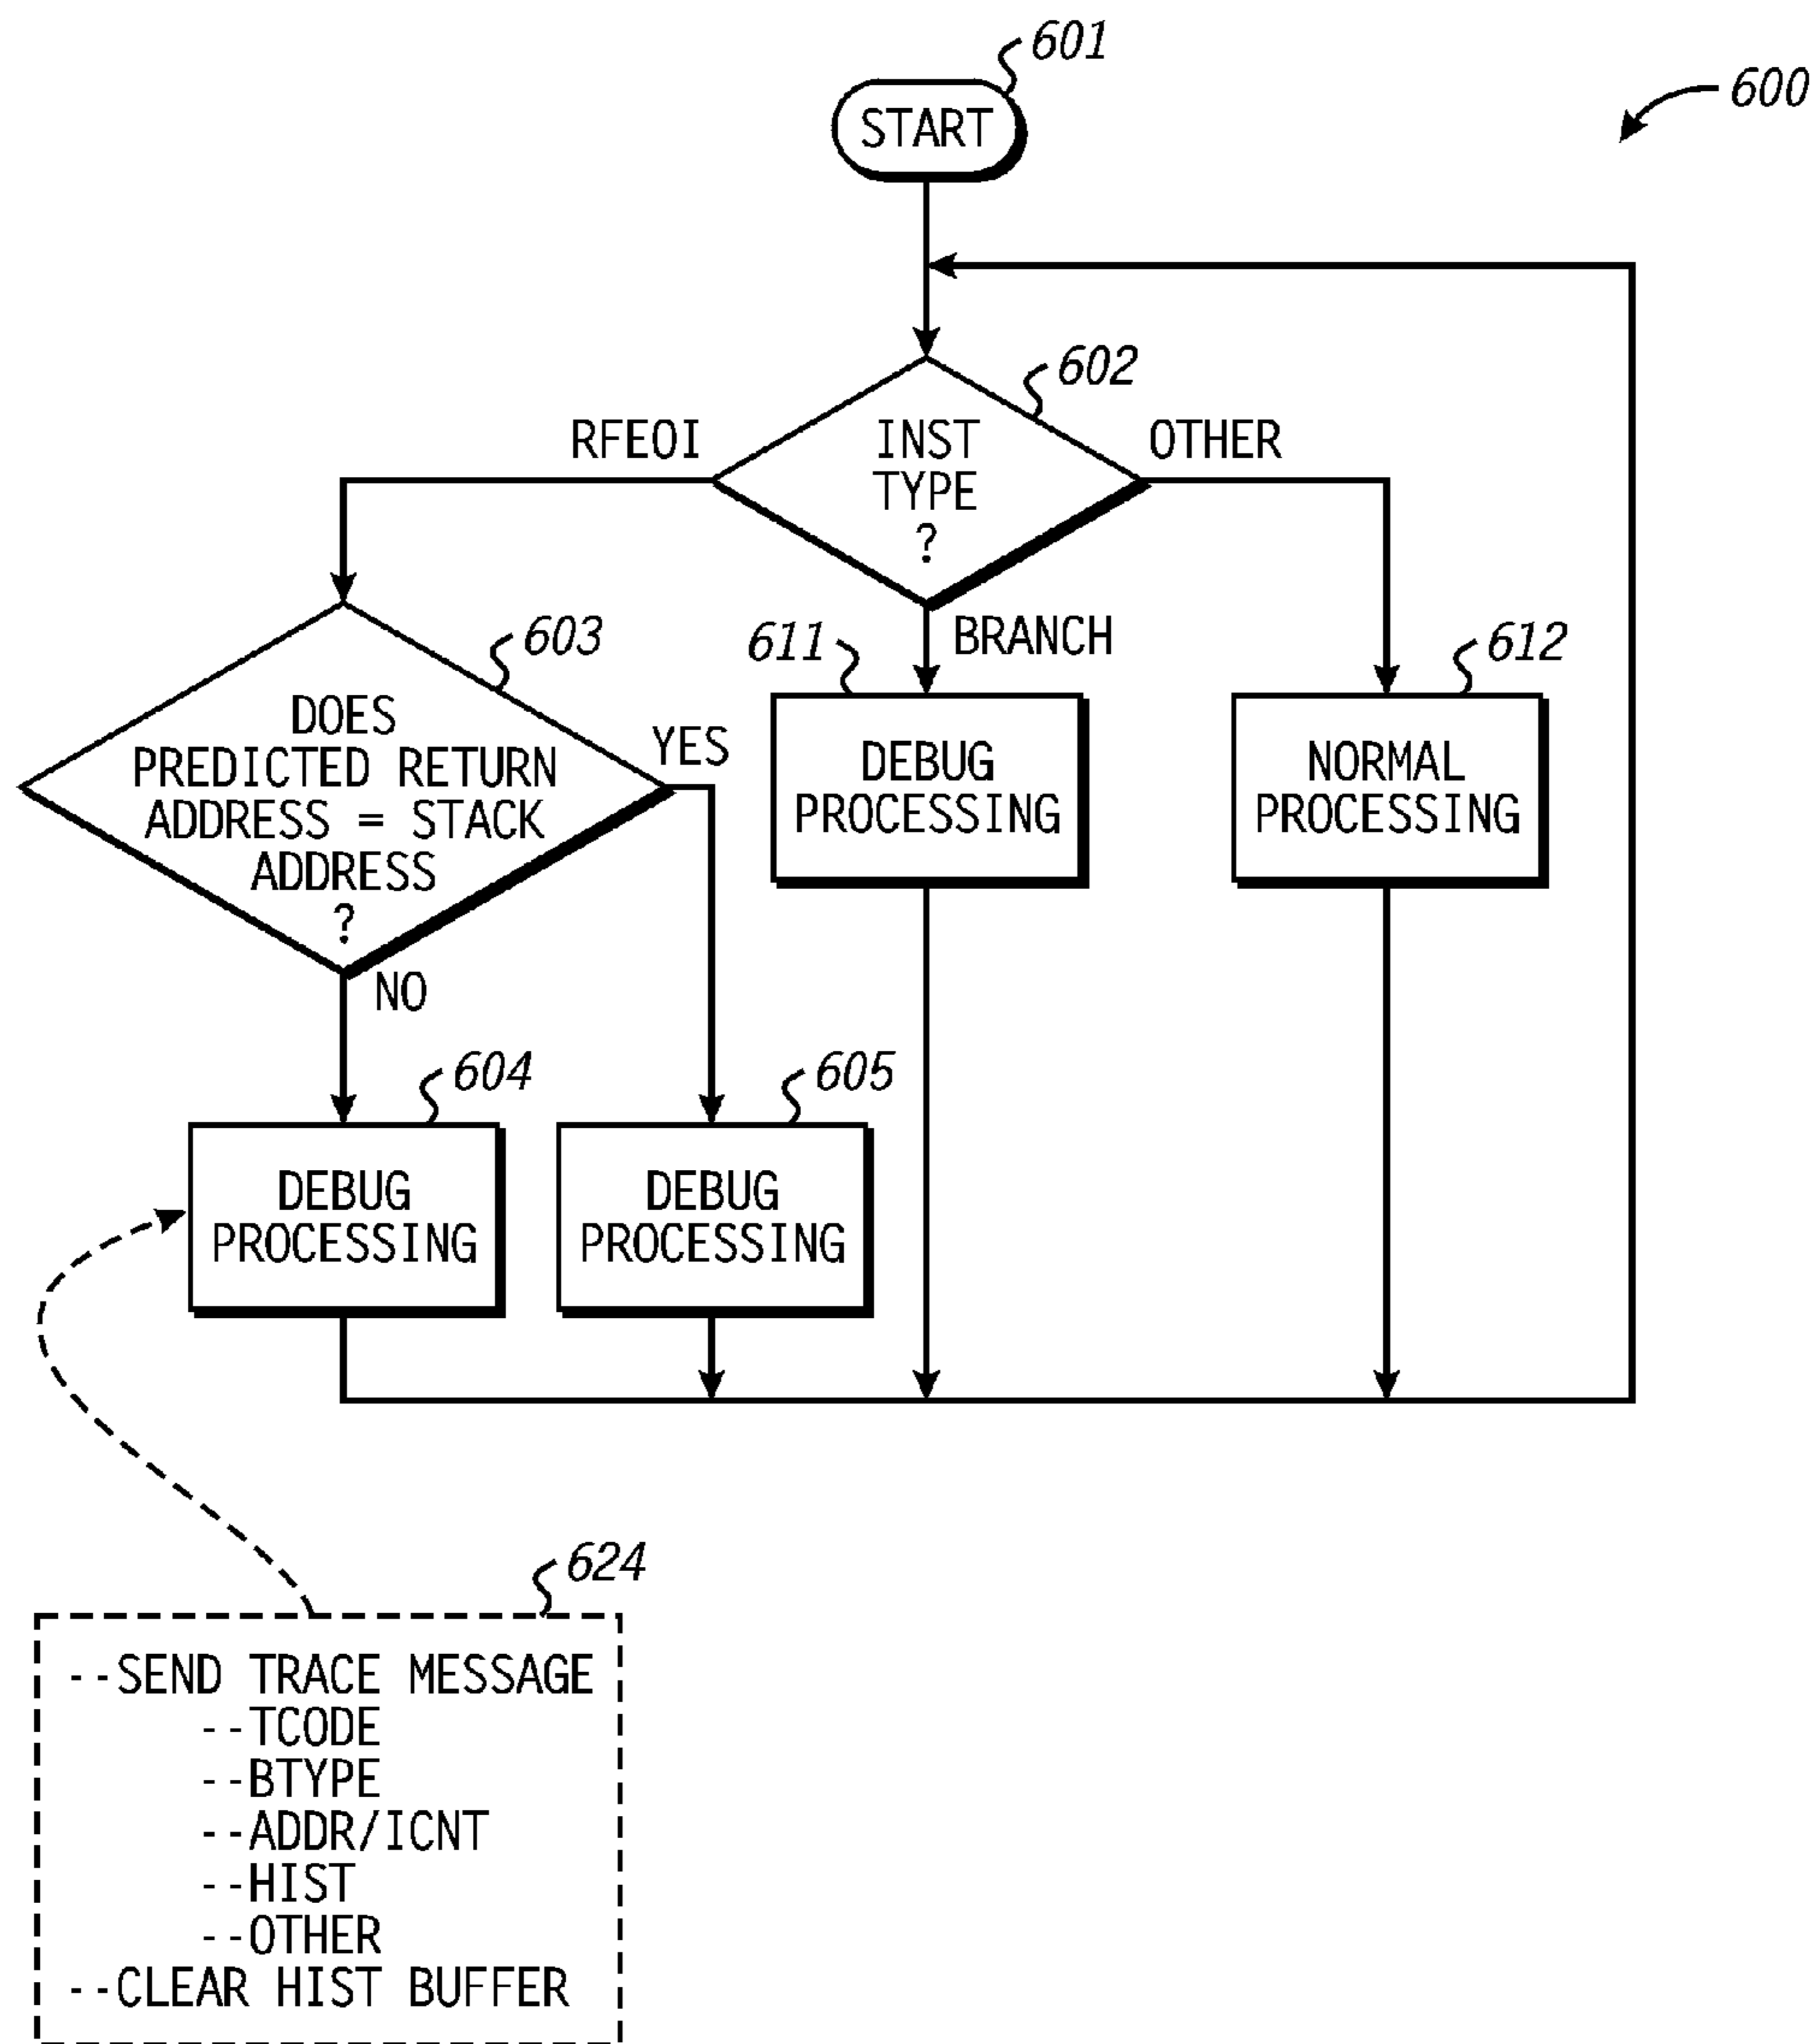 601
600
START
602
RFEOI
INST
TYPE
?
OTHER
603
611
BRANCH
612
DOES
PREDICTED RETURN
ADDRESS = STACK
ADDRESS
?
YES
DEBUG
PROCESSING
NORMAL
PROCESSING
NO
604
605
DEBUG
PROCESSING
DEBUG
PROCESSING
624
--SEND TRACE MESSAGE
--TCODE
--BTYPE
--ADDR/ICNT
--HIST
--OTHER
--CLEAR HIST BUFFER